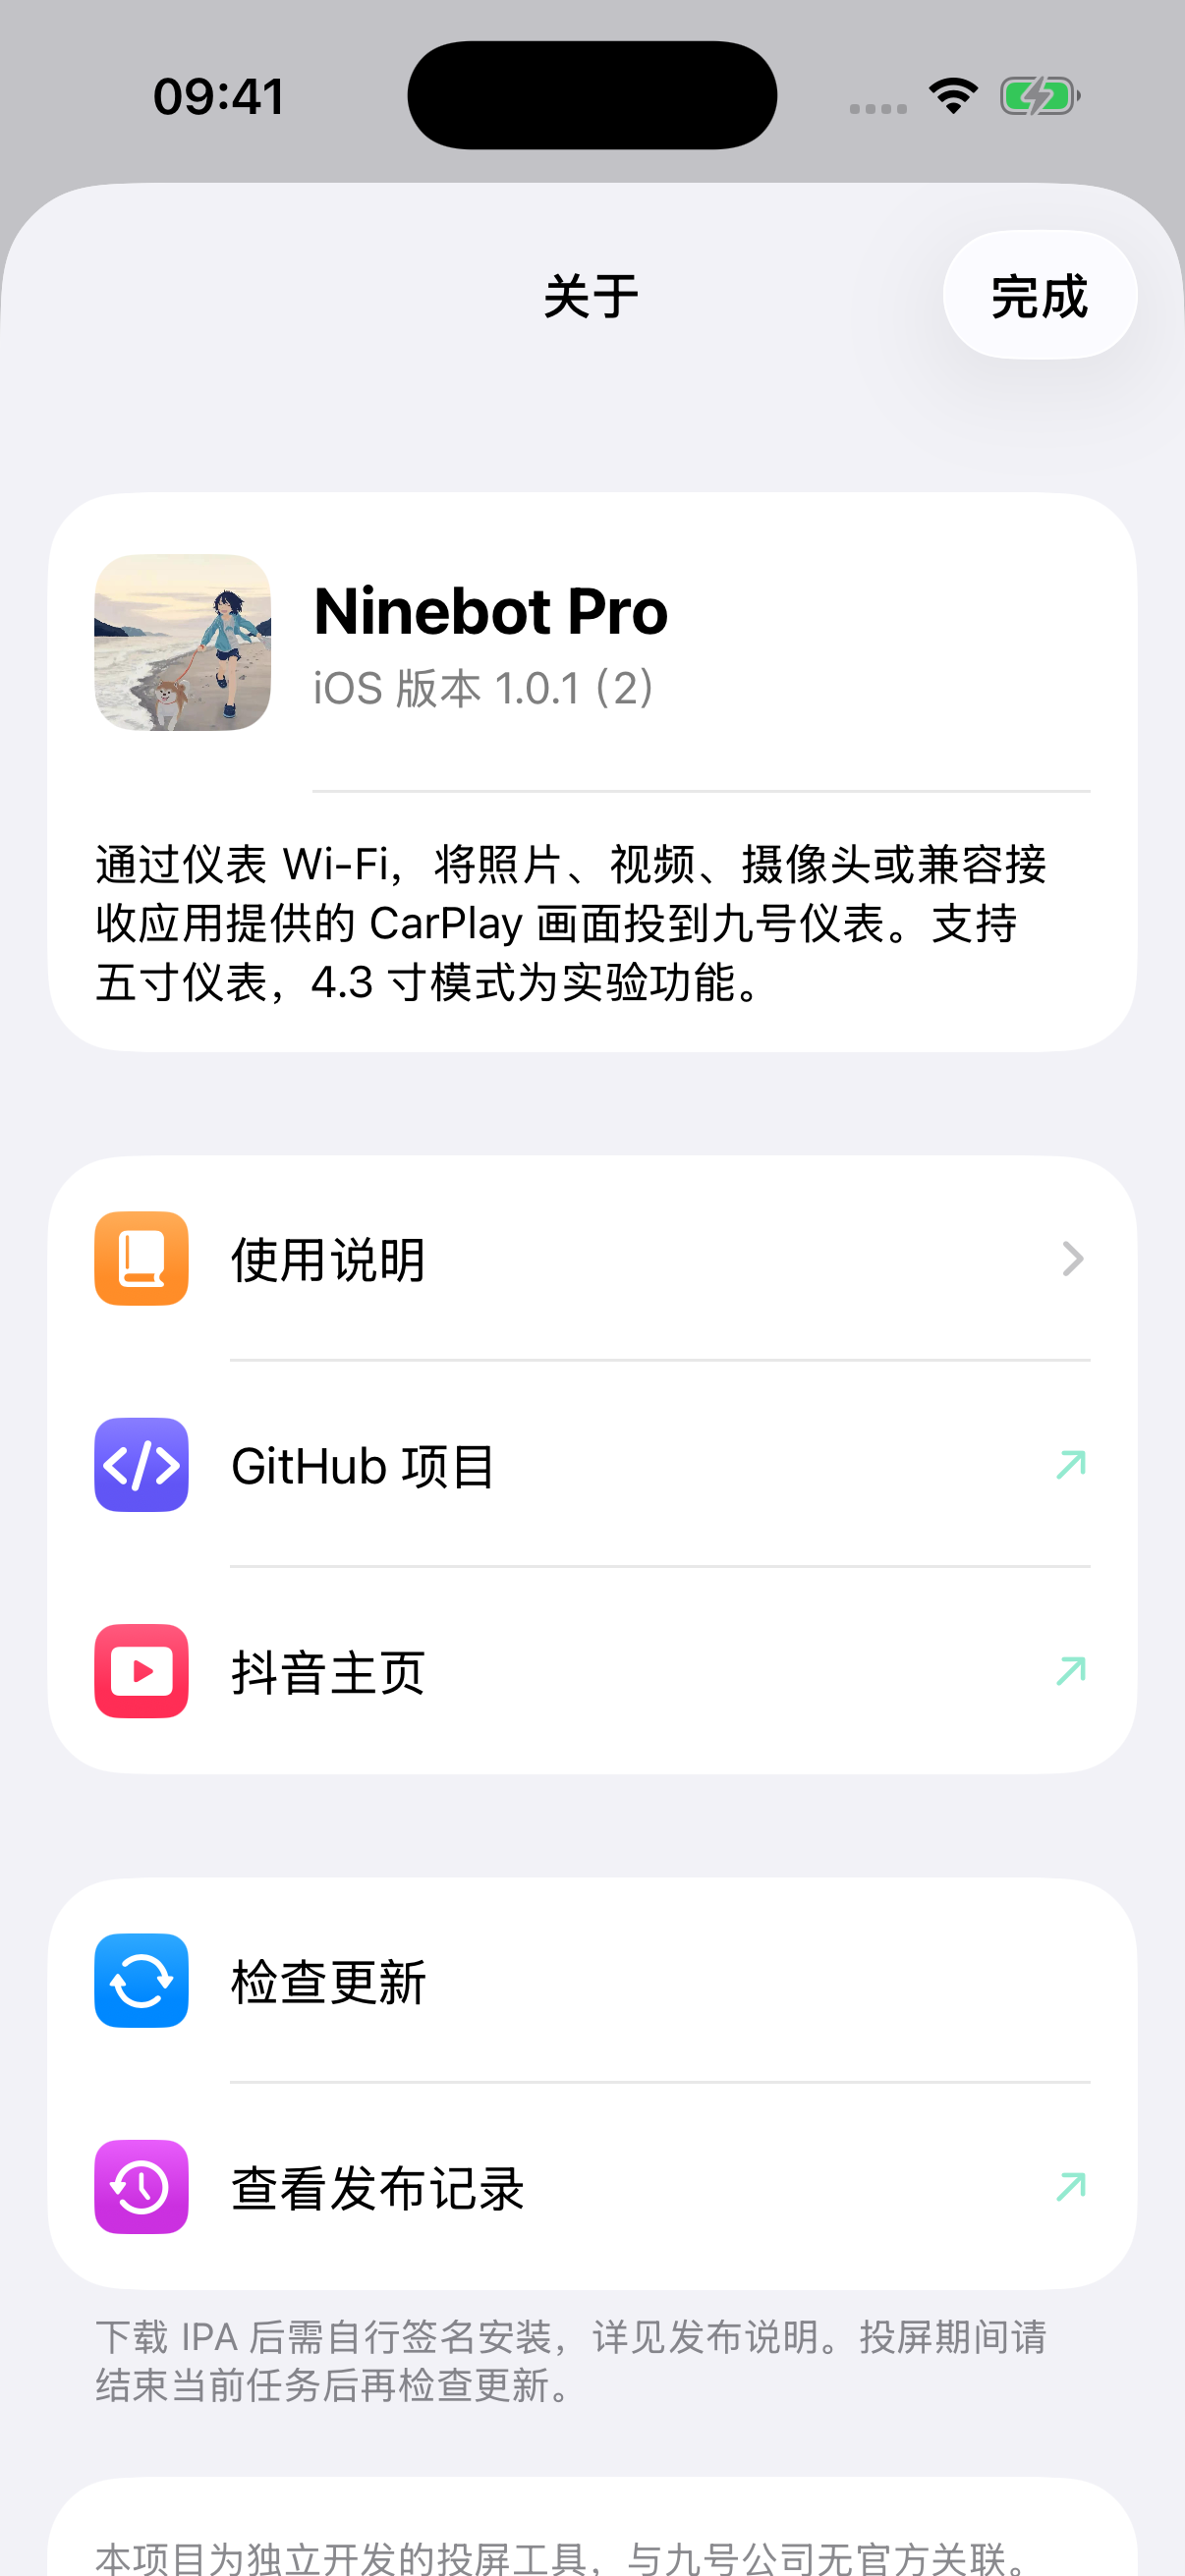 09:41
关于
完成
Ninebot Pro
iOS 版本 1.0.1 (2)
通过仪表 Wi-Fi，将照片、视频、摄像头或兼容接
收应用提供的 CarPlay 画面投到九号仪表。支持
五寸仪表，4.3 寸模式为实验功能。
使用说明
GitHub 项目
抖音主页
检查更新
查看发布记录
下载 IPA 后需自行签名安装，详见发布说明。投屏期间请
结束当前任务后再检查更新。
本项目为独立开发的投屏工具，与九号公司无官方关联。